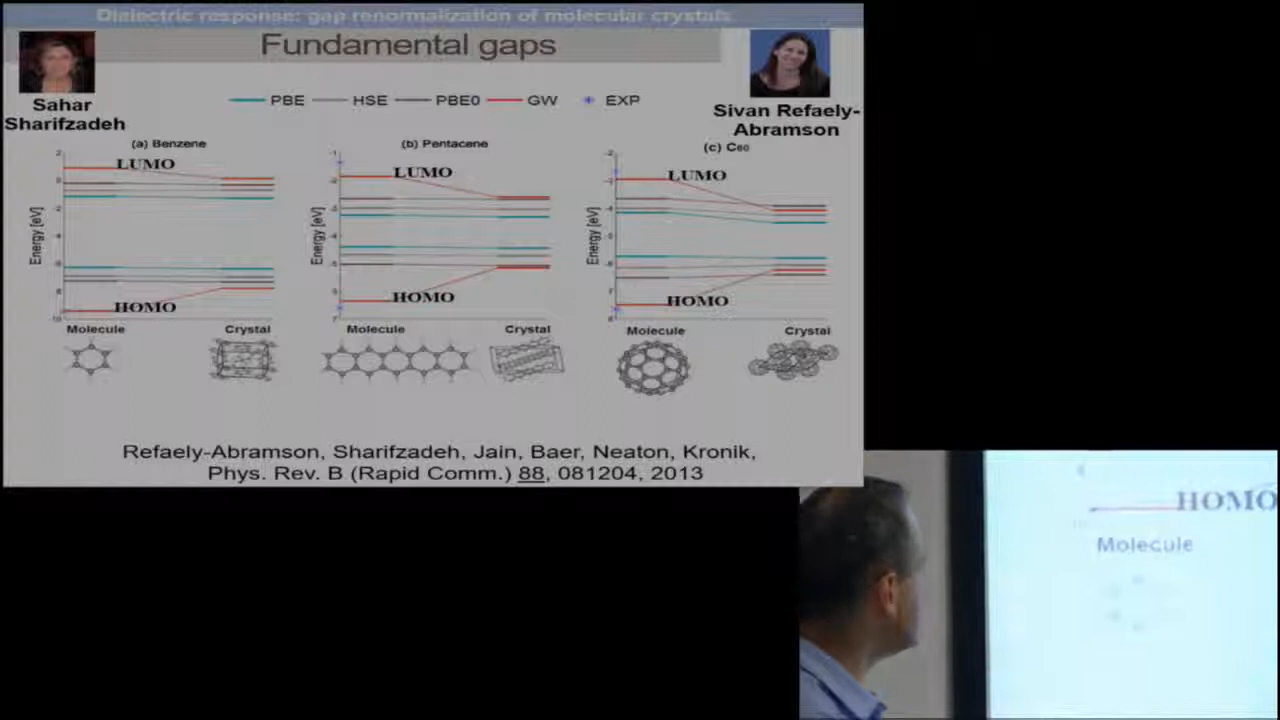 Dielectric response: gap renormalization of molecular crystals
Fundamental gaps
Sahar
Sharifzadeh
Sivan Refaely-
Abramson
PBE HSE PBE0 GW EXP
(a) Benzene
(b) Pentacene
(c) C60
LUMO
LUMO
LUMO
Energy [eV]
Energy [eV]
Energy [eV]
HOMO
HOMO
HOMO
Molecule Crystal
Molecule Crystal
Molecule Crystal
Refaely-Abramson, Sharifzadeh, Jain, Baer, Neaton, Kronik,
Phys. Rev. B (Rapid Comm.) 88, 081204, 2013
HOMO
Molecule